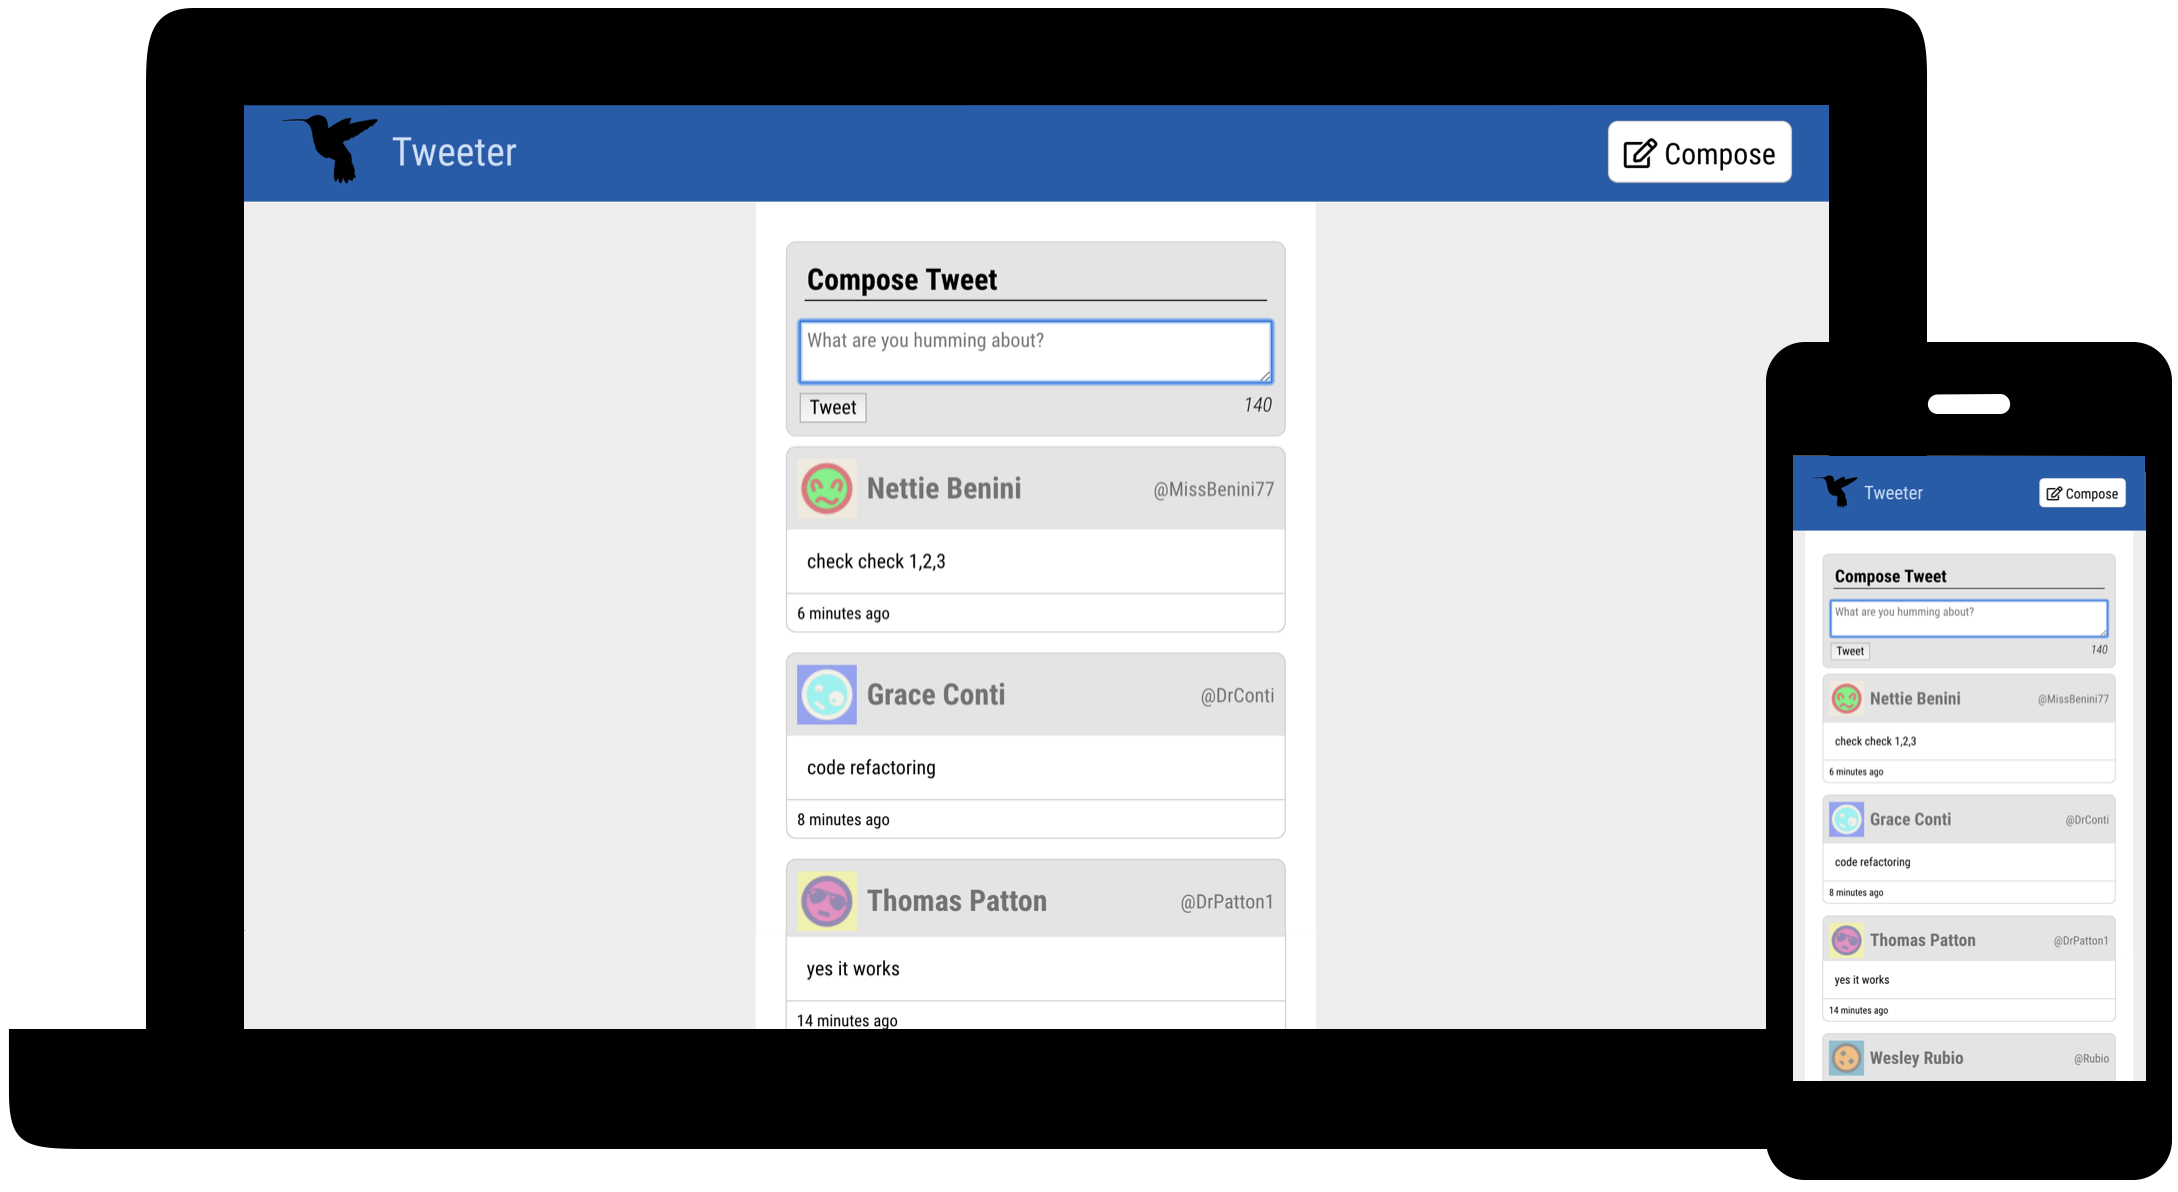 Tweeter
Compose
Compose Tweet
What are you humming about?
Tweet
140
Nettie Benini
@MissBenini77
check check 1,2,3
6 minutes ago
Grace Conti
@DrConti
code refactoring
8 minutes ago
Thomas Patton
@DrPatton1
yes it works
14 minutes ago
Tweeter
Compose
Compose Tweet
What are you humming about?
Tweet
140
Nettie Benini
@MissBenini77
check check 1,2,3
6 minutes ago
Grace Conti
@DrConti
code refactoring
8 minutes ago
Thomas Patton
@DrPatton1
yes it works
14 minutes ago
Wesley Rubio
@Rubio